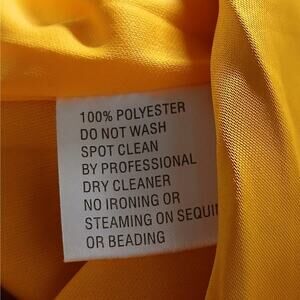 100% POLYESTER
DO NOT WASH
SPOT CLEAN
BY PROFESSIONAL
DRY CLEANER
NO IRONING OR
STEAMING ON SEQUI
OR BEADING